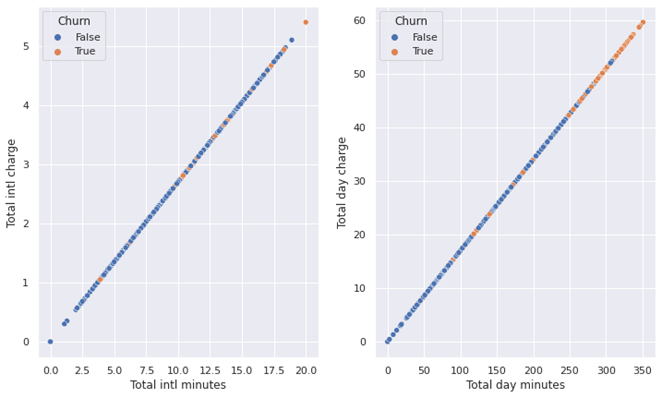 Churn
False
True
5
4
3
2
1
0
Total intl charge
0.0 2.5 5.0 7.5 10.0 12.5 15.0 17.5 20.0
Total intl minutes
Churn
False
True
60
50
40
30
20
10
0
Total day charge
0 50 100 150 200 250 300 350
Total day minutes